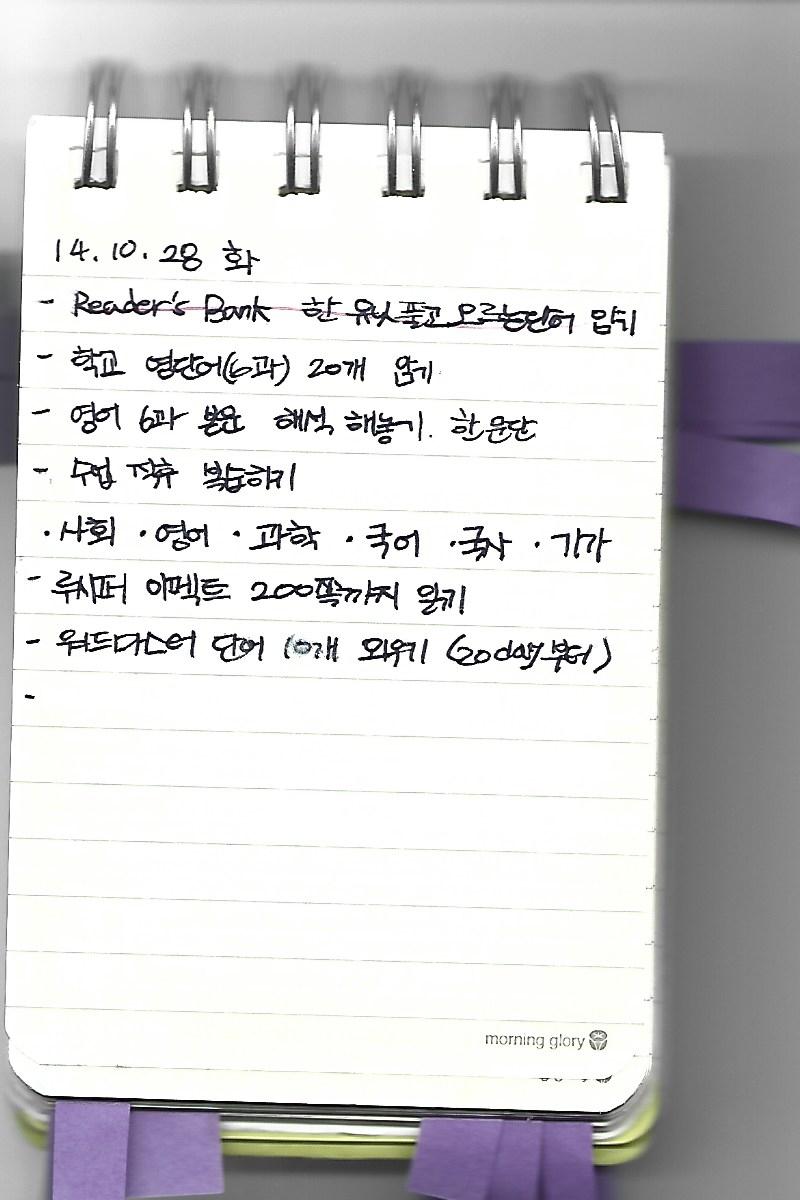 14.10.28 화
- Reader's Bank 한 유닛 풀고 모르는단어 암기
- 학교 영단어(6과) 20개 암기
- 영어 6과 본문 해석 해놓기. 한문단
- 수업 직후 복습하기
·사회 ·영어 ·과학 ·국어 ·국사 ·기가
- 루시퍼 이펙트 200쪽까지 읽기
- 워드마스터 단어 10개 외우기 (20day부터)
-
morning glory